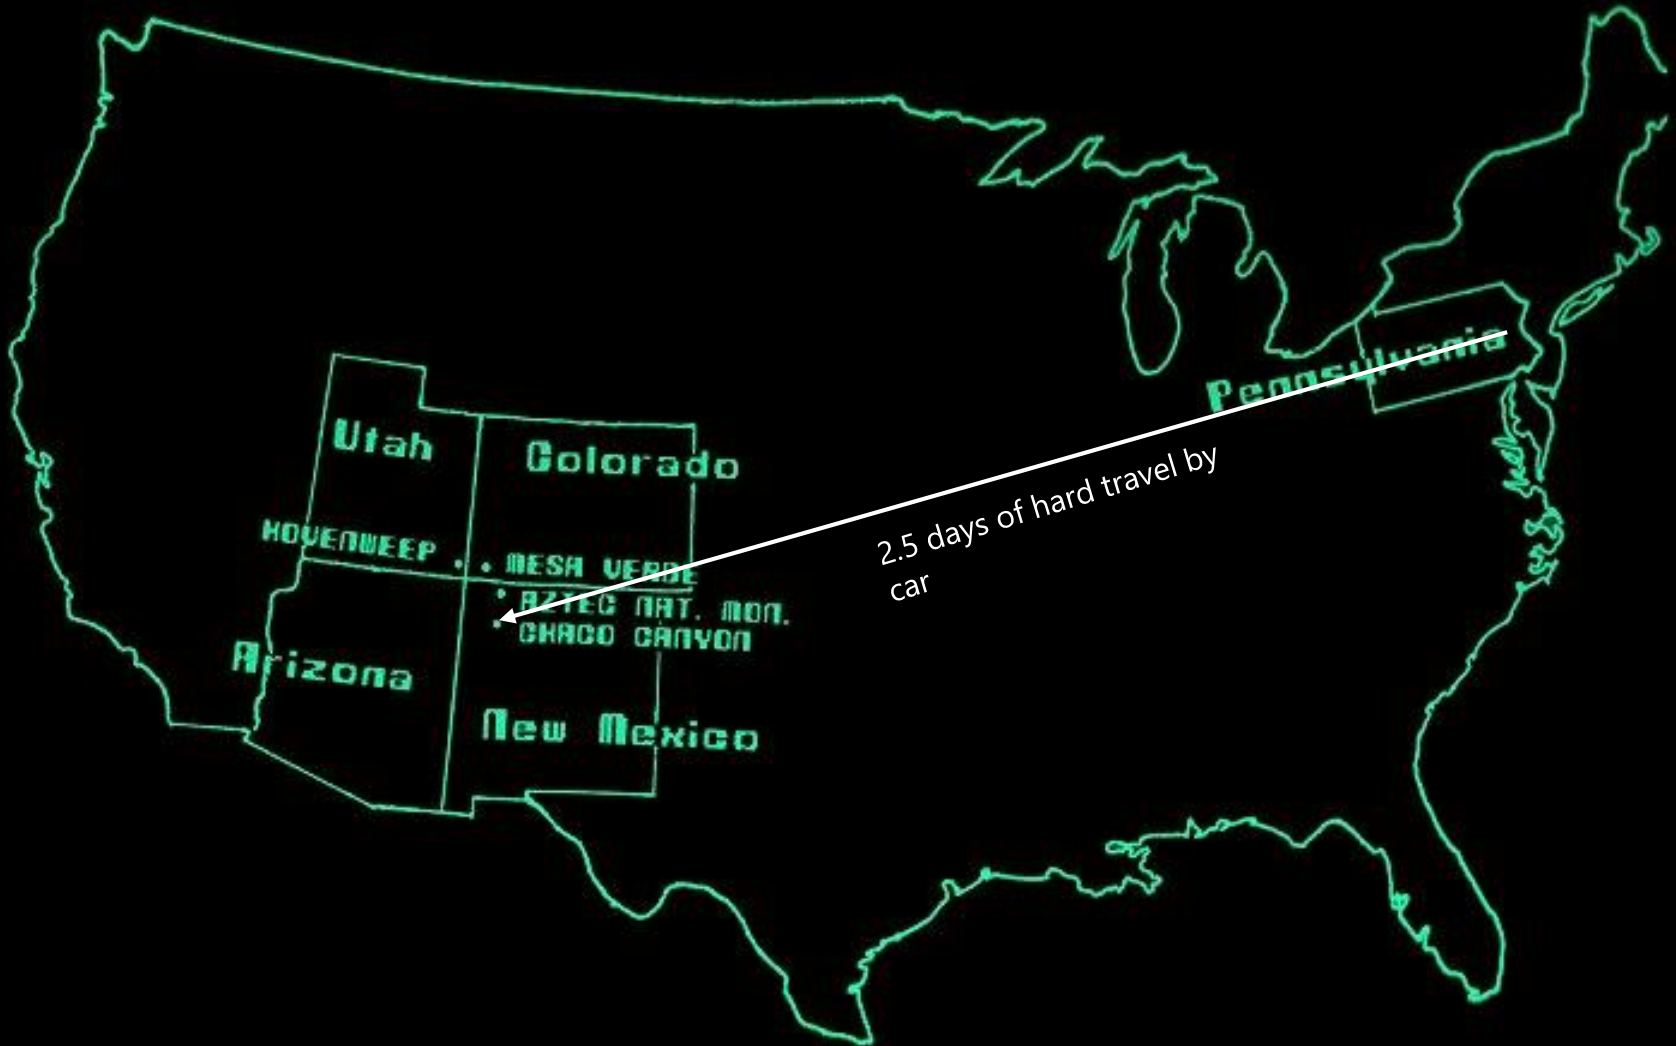 Pennsylvania
Utah
Colorado
2.5 days of hard travel by
car
HOVENWEEP
MESA VERDE
AZTEC NAT. MON.
CHACO CANYON
Arizona
New Mexico